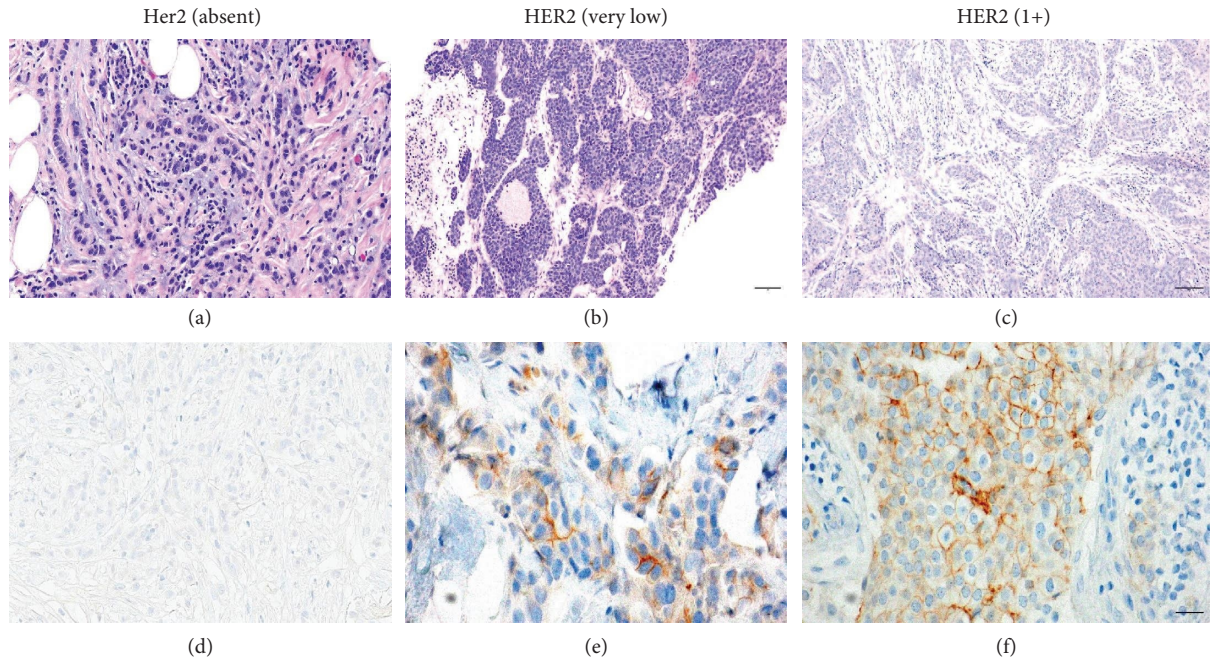 Her2 (absent)
HER2 (very low)
HER2 (1+)
(a)
(b)
(c)
(d)
(e)
(f)